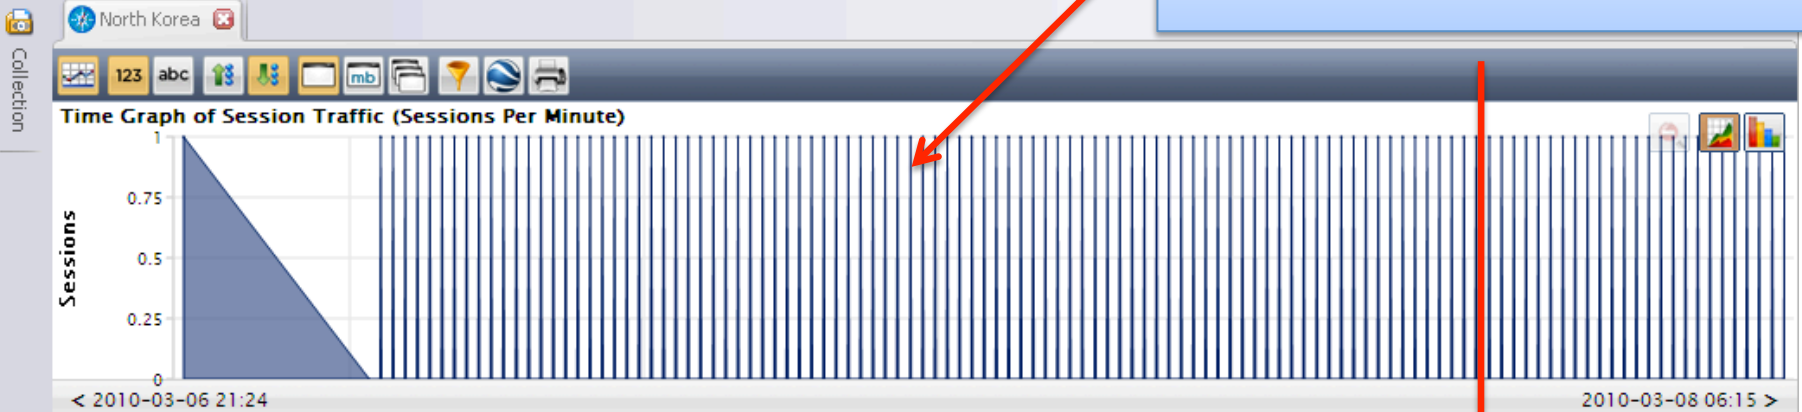 North Korea
Collection
123 abc mb
Time Graph of Session Traffic (Sessions Per Minute)
1
0.75
0.5
0.25
0
Sessions
< 2010-03-06 21:24
2010-03-08 06:15 >